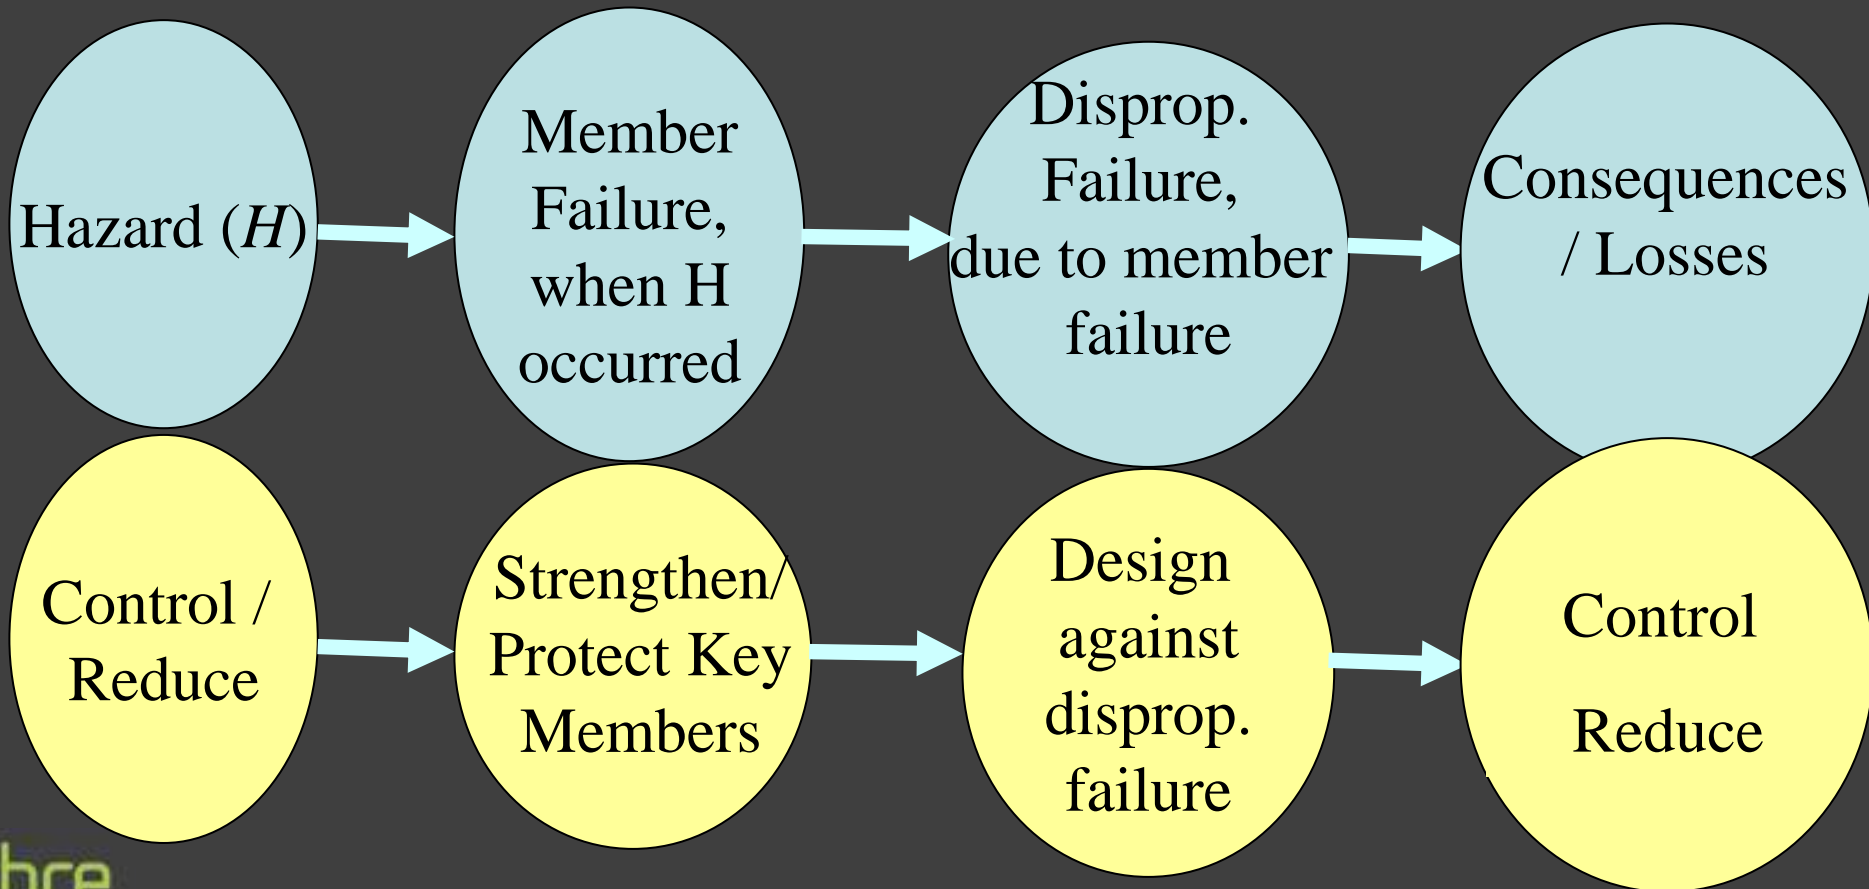 Hazard (H)
Member
Failure,
when H
occurred
Disprop.
Failure,
due to member
failure
Consequences
/ Losses
Control /
Reduce
Strengthen/
Protect Key
Members
Design
against
disprop.
failure
Control
Reduce
bre